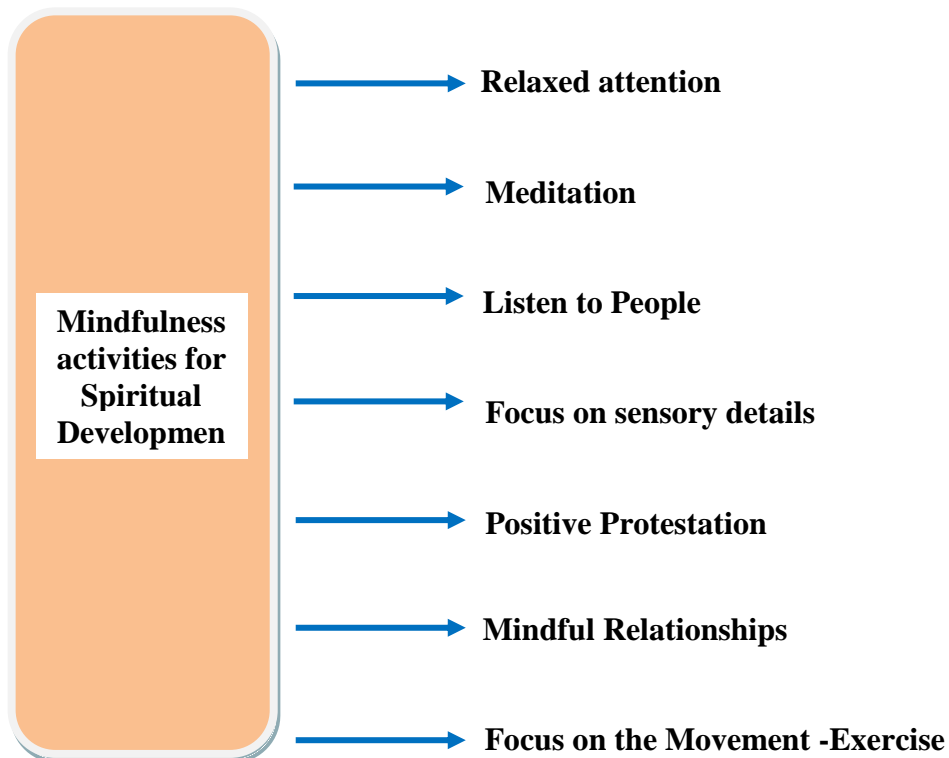 Relaxed attention
Meditation
Listen to People
Mindfulness
activities for
Spiritual
Developmen
Focus on sensory details
Positive Protestation
Mindful Relationships
Focus on the Movement -Exercise